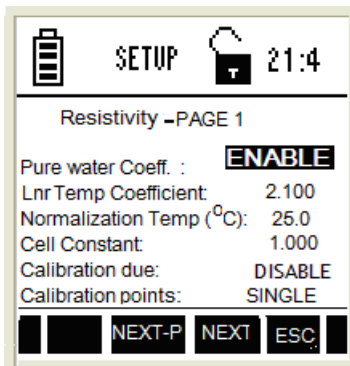 SETUP T 21:4
Resistivity –PAGE 1
Pure water Coeff. : ENABLE
Lnr Temp Coefficient: 2.100
Normalization Temp (⁰C): 25.0
Cell Constant: 1.000
Calibration due: DISABLE
Calibration points: SINGLE
NEXT-P NEXT ESC